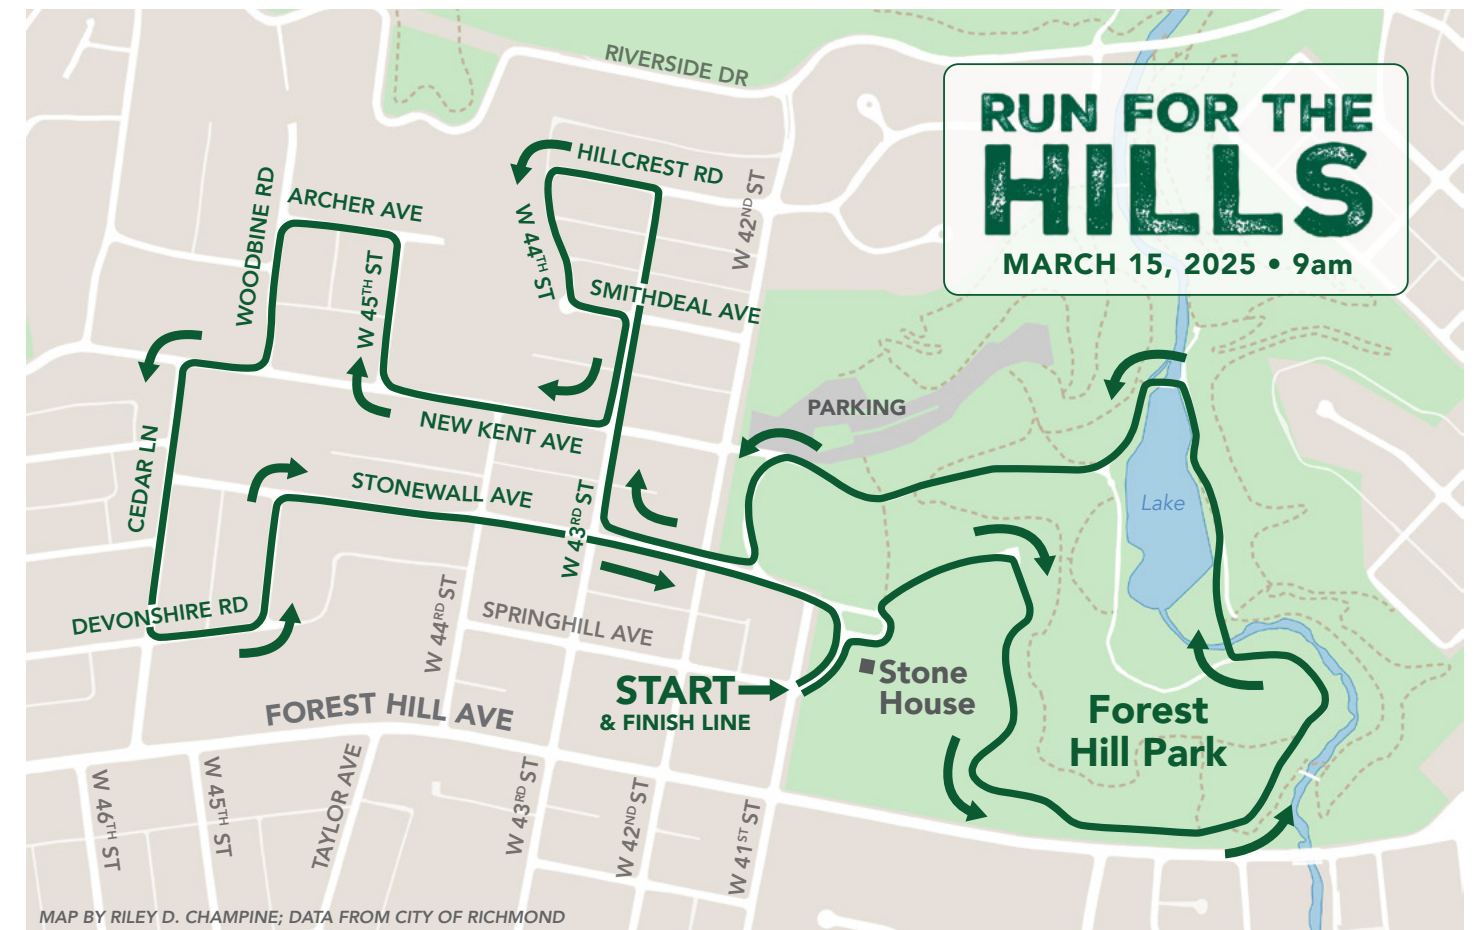 RIVERSIDE DR
RUN FOR THE
HILLS
MARCH 15, 2025 • 9am
HILLCREST RD
W 42ND ST
WOODBINE RD
ARCHER AVE
W 44TH ST
W 45TH ST
SMITHDEAL AVE
PARKING
NEW KENT AVE
CEDAR LN
STONEWALL AVE
W 43RD ST
Lake
DEVONSHIRE RD
W 44RD ST
SPRINGHILL AVE
START
& FINISH LINE
Stone
House
Forest
Hill Park
FOREST HILL AVE
W 46TH ST
W 45TH ST
TAYLOR AVE
W 43RD ST
W 42ND ST
W 41ST ST
MAP BY RILEY D. CHAMPINE; DATA FROM CITY OF RICHMOND